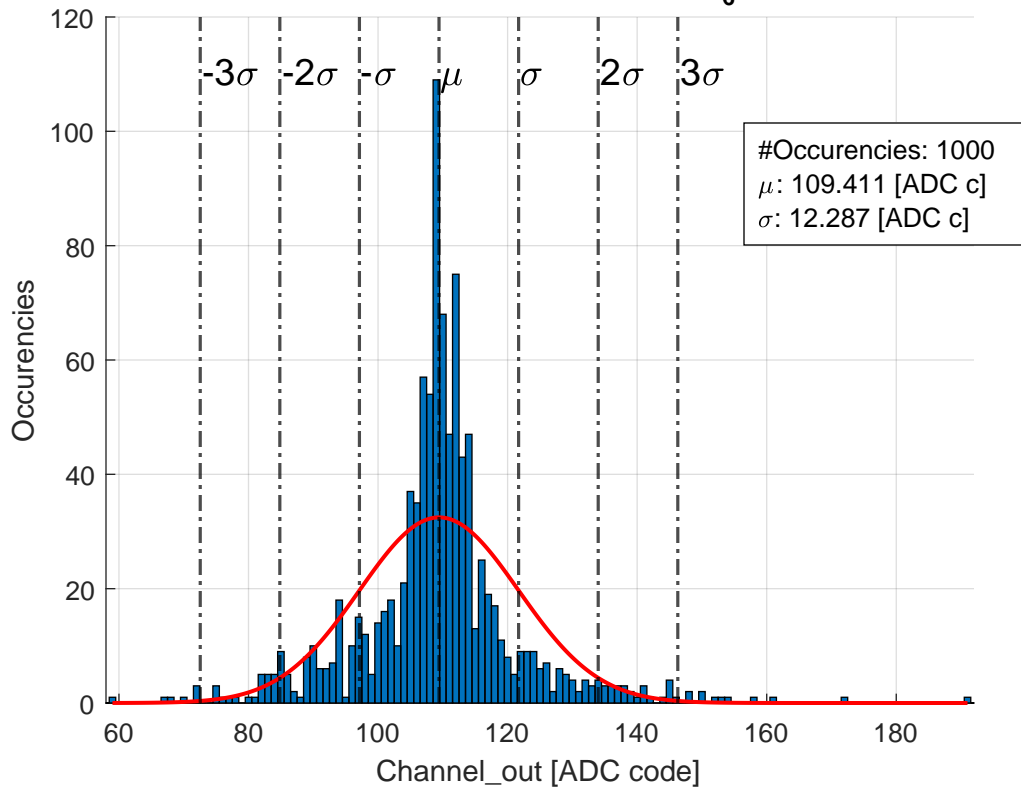 120
-3σ
-2σ
-σ
μ
σ
2σ
3σ
#Occurencies: 1000
μ: 109.411 [ADC c]
σ: 12.287 [ADC c]
100
80
60
40
20
0
Occurencies
60
80
100
120
140
160
180
Channel_out [ADC code]